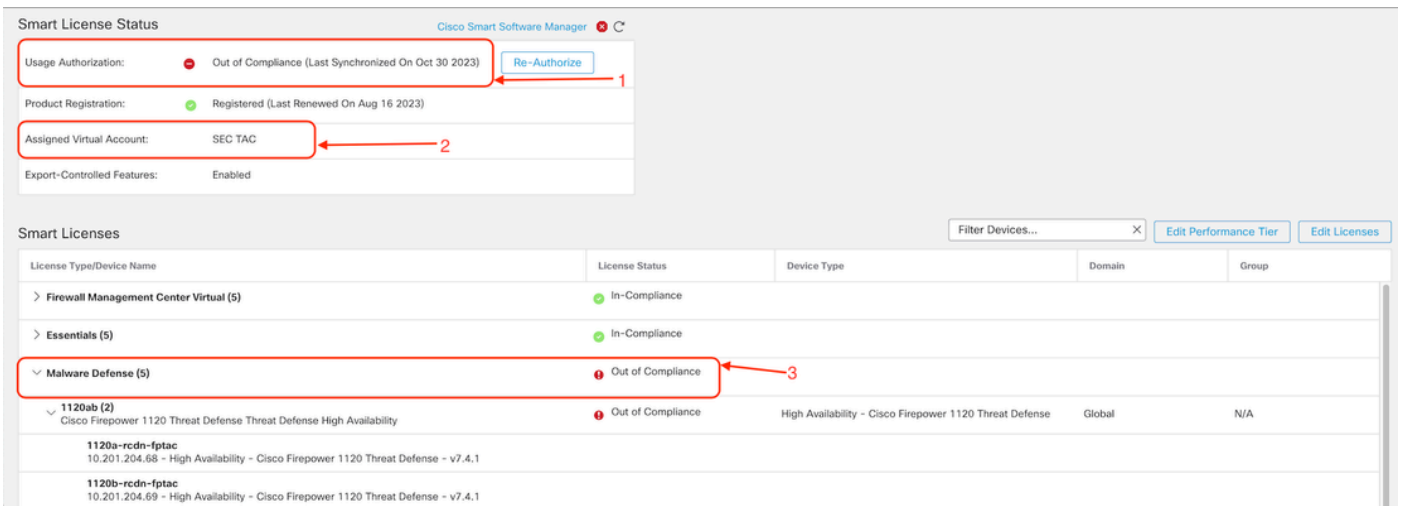 Smart License Status
Cisco Smart Software Manager
Usage Authorization: Out of Compliance (Last Synchronized On Oct 30 2023) Re-Authorize
1
Product Registration: Registered (Last Renewed On Aug 16 2023)
Assigned Virtual Account: SEC TAC
2
Export-Controlled Features: Enabled
Smart Licenses
Filter Devices... Edit Performance Tier Edit Licenses
License Type/Device Name License Status Device Type Domain Group
Firewall Management Center Virtual (5) In-Compliance
Essentials (5) In-Compliance
Malware Defense (5) Out of Compliance
3
1120ab (2) Out of Compliance High Availability - Cisco Firepower 1120 Threat Defense Global N/A
Cisco Firepower 1120 Threat Defense Threat Defense High Availability
1120a-rcdn-fptac
10.201.204.68 - High Availability - Cisco Firepower 1120 Threat Defense - v7.4.1
1120b-rcdn-fptac
10.201.204.69 - High Availability - Cisco Firepower 1120 Threat Defense - v7.4.1